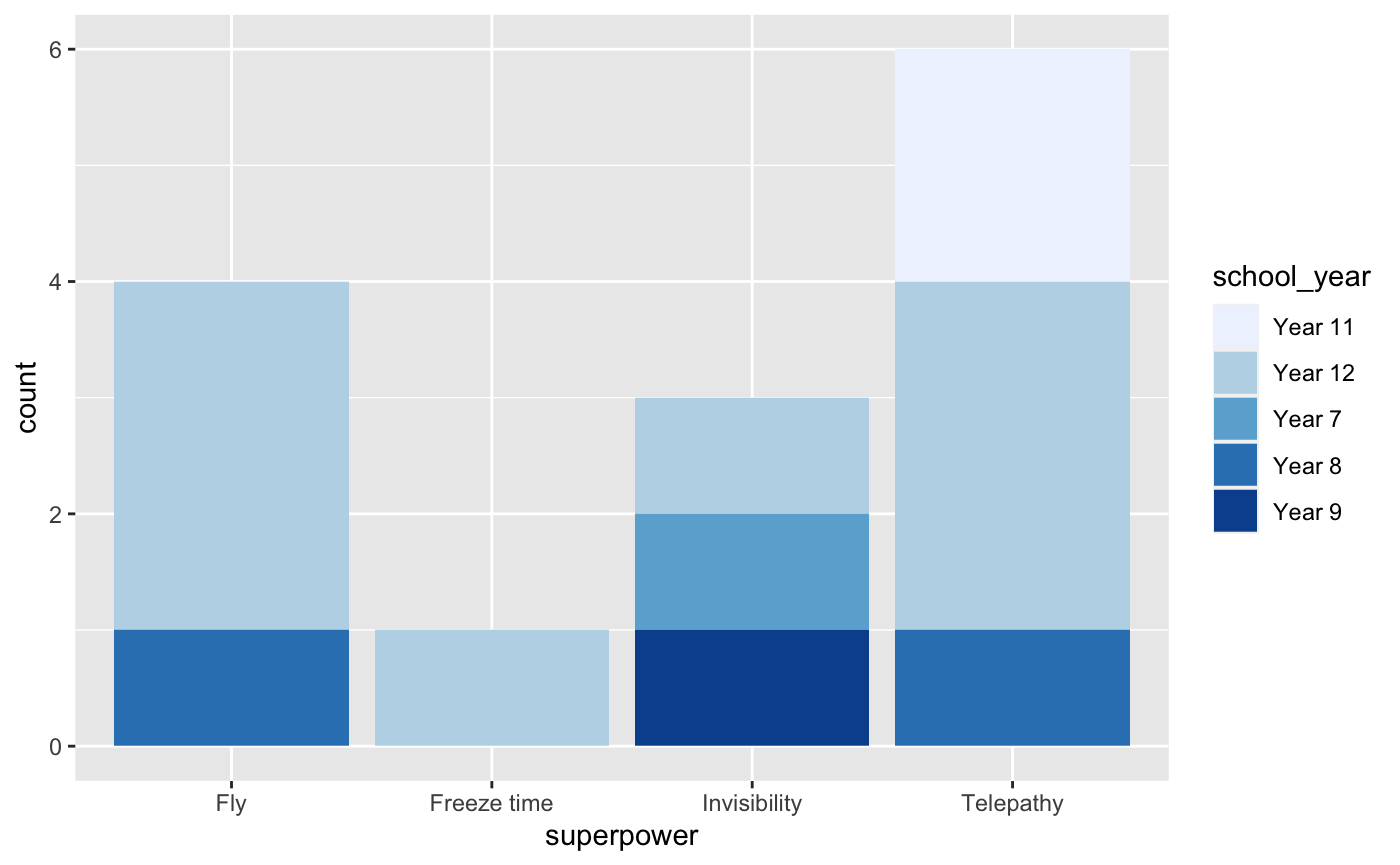 6
4
2
0
count
Fly
Freeze time
Invisibility
Telepathy
superpower
school_year
Year 11
Year 12
Year 7
Year 8
Year 9